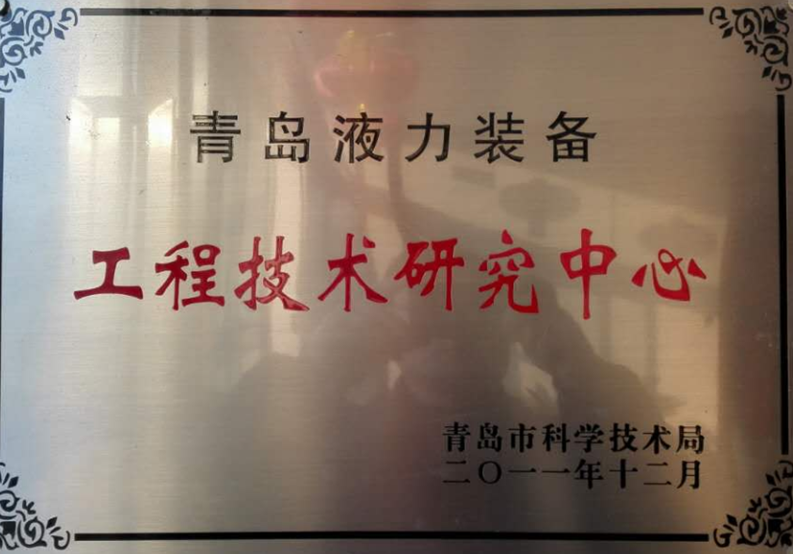 青岛液力装备
工程技术研究中心
青岛市科学技术局
二〇一一年十二月